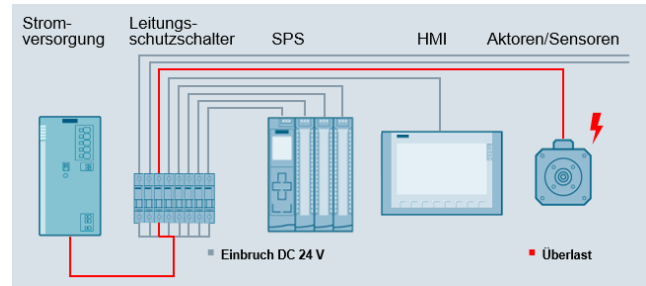 Strom-
versorgung
Leitungs-
schutzschalter
SPS
HMI
Aktoren/Sensoren
Einbruch DC 24 V
Überlast